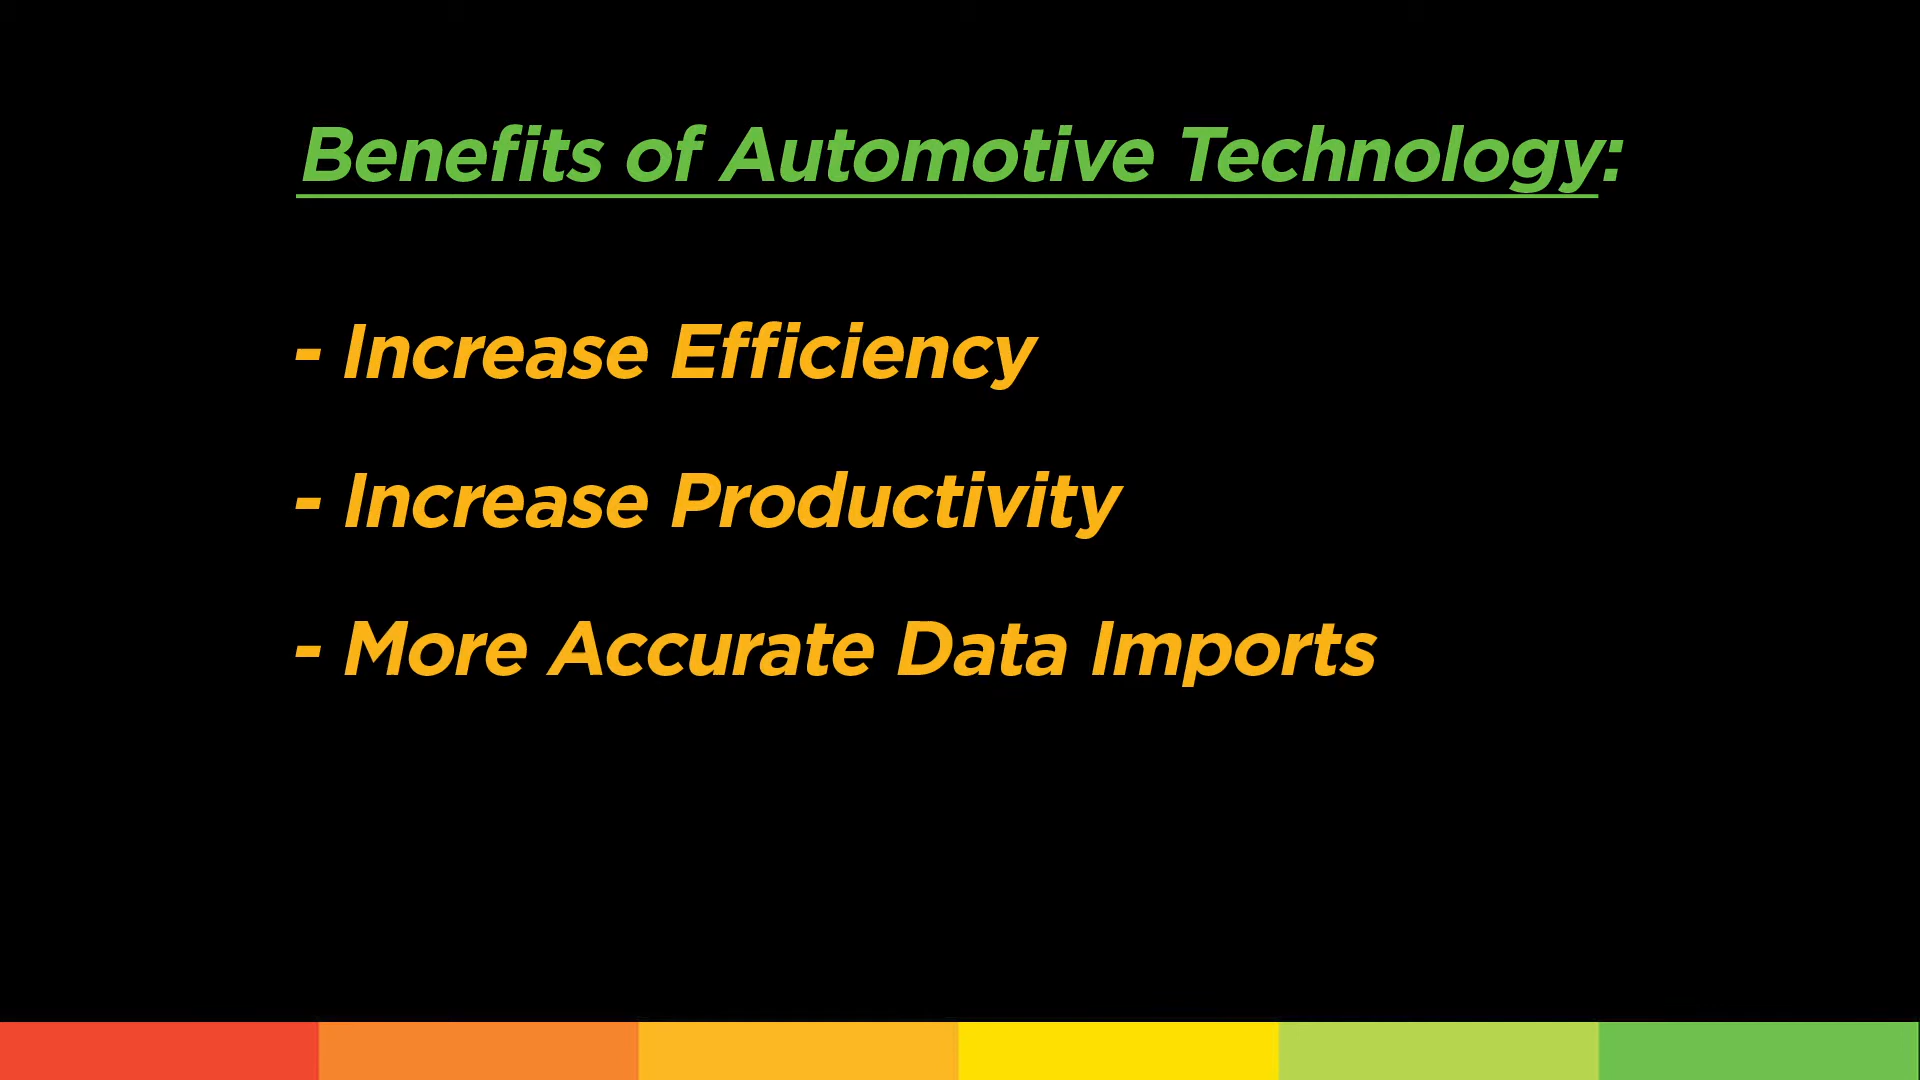 Benefits of Automotive Technology:
- Increase Efficiency
- Increase Productivity
- More Accurate Data Imports